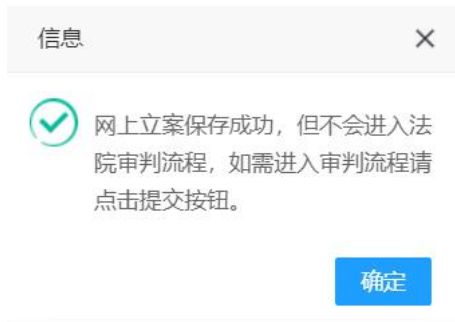 信息
网上立案保存成功，但不会进入法
院审判流程，如需进入审判流程请
点击提交按钮。
确定